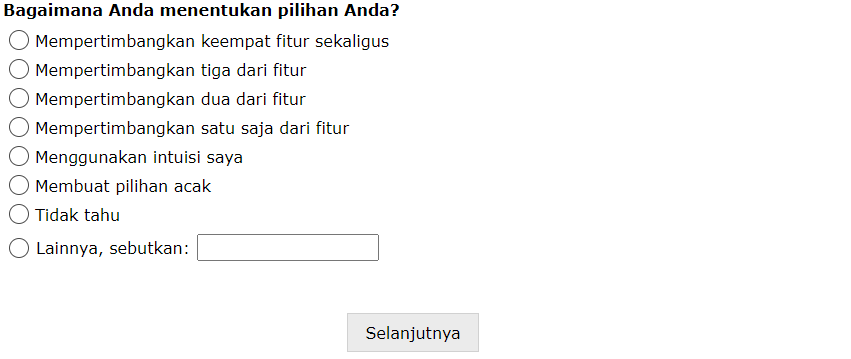 Bagaimana Anda menentukan pilihan Anda?
Mempertimbangkan keempat fitur sekaligus
Mempertimbangkan tiga dari fitur
Mempertimbangkan dua dari fitur
Mempertimbangkan satu saja dari fitur
Menggunakan intuisi saya
Membuat pilihan acak
Tidak tahu
Lainnya, sebutkan:
Selanjutnya